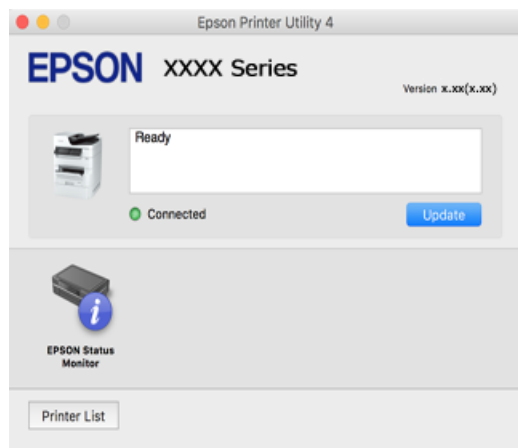 Epson Printer Utility 4
EPSON XXXX Series
Version x.xx(x.xx)
Ready
Connected
Update
i
EPSON Status
Monitor
Printer List